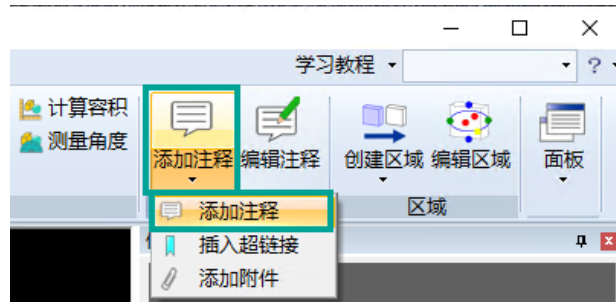 学习教程 ?
计算容积
测量角度
添加注释 编辑注释 创建区域 编辑区域 面板
区域
添加注释
插入超链接
添加附件